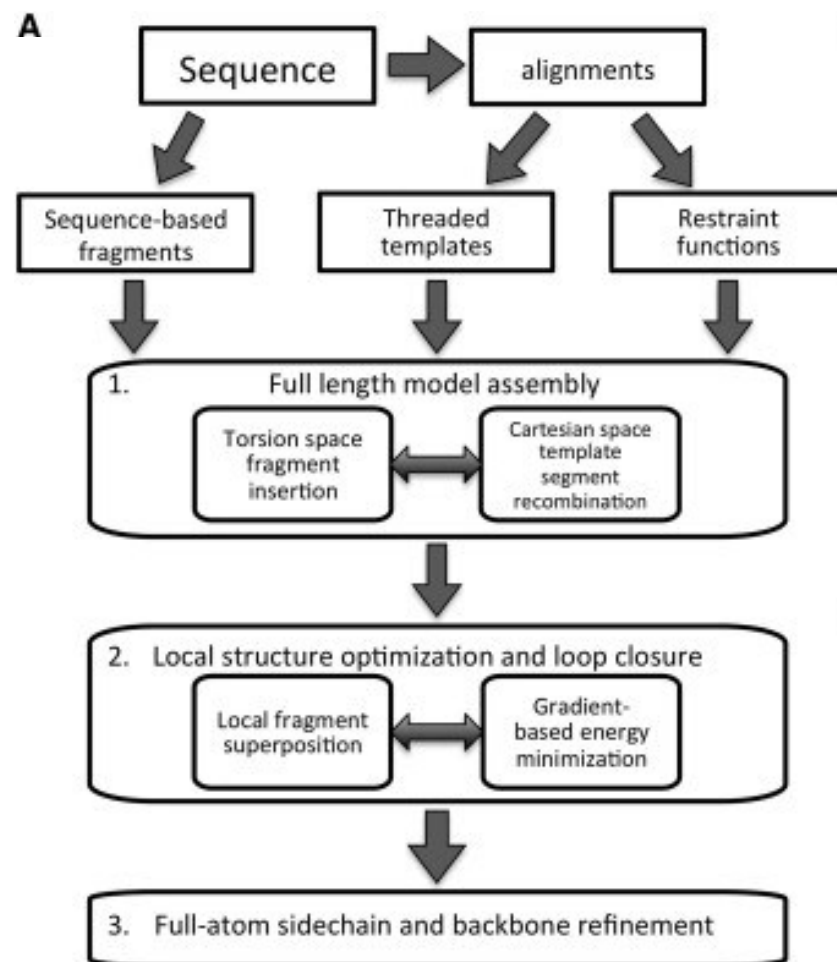 A
Sequence
alignments
Sequence-based
fragments
Threaded
templates
Restraint
functions
1. Full length model assembly
Torsion space
fragment
insertion
Cartesian space
template
segment
recombination
2. Local structure optimization and loop closure
Local fragment
superposition
Gradient-
based energy
minimization
3. Full-atom sidechain and backbone refinement